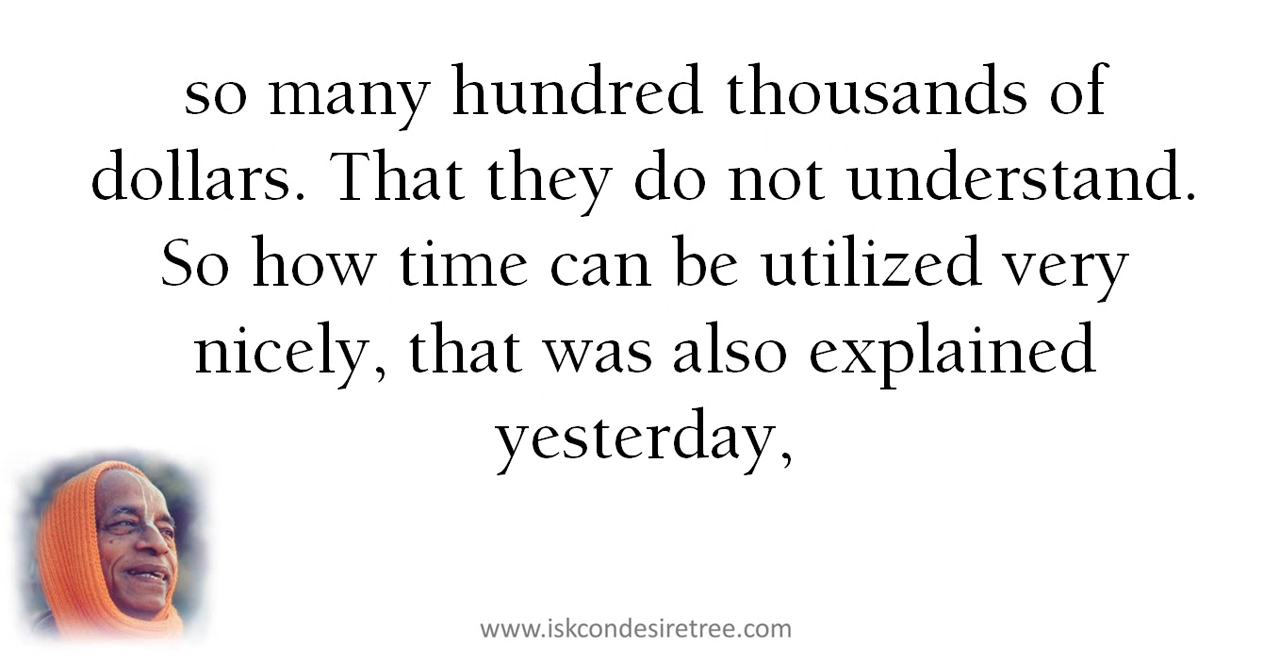 so many hundred thousands of
dollars. That they do not understand.
So how time can be utilized very
nicely, that was also explained
yesterday,
www.iskcondesiretree.com